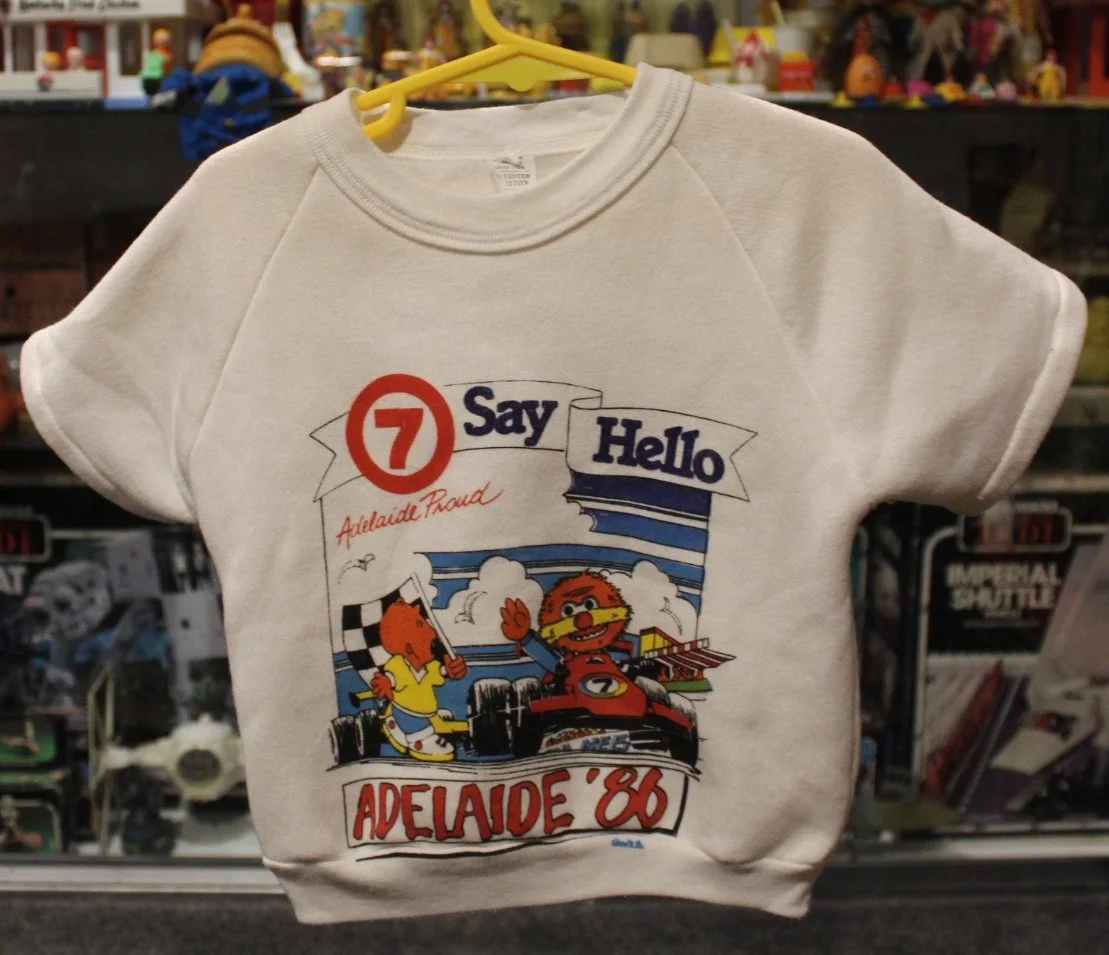 7 Say
Hello
Adelaide Proud
7
ADELAIDE '86
IMPERIAL
SHUTTLE